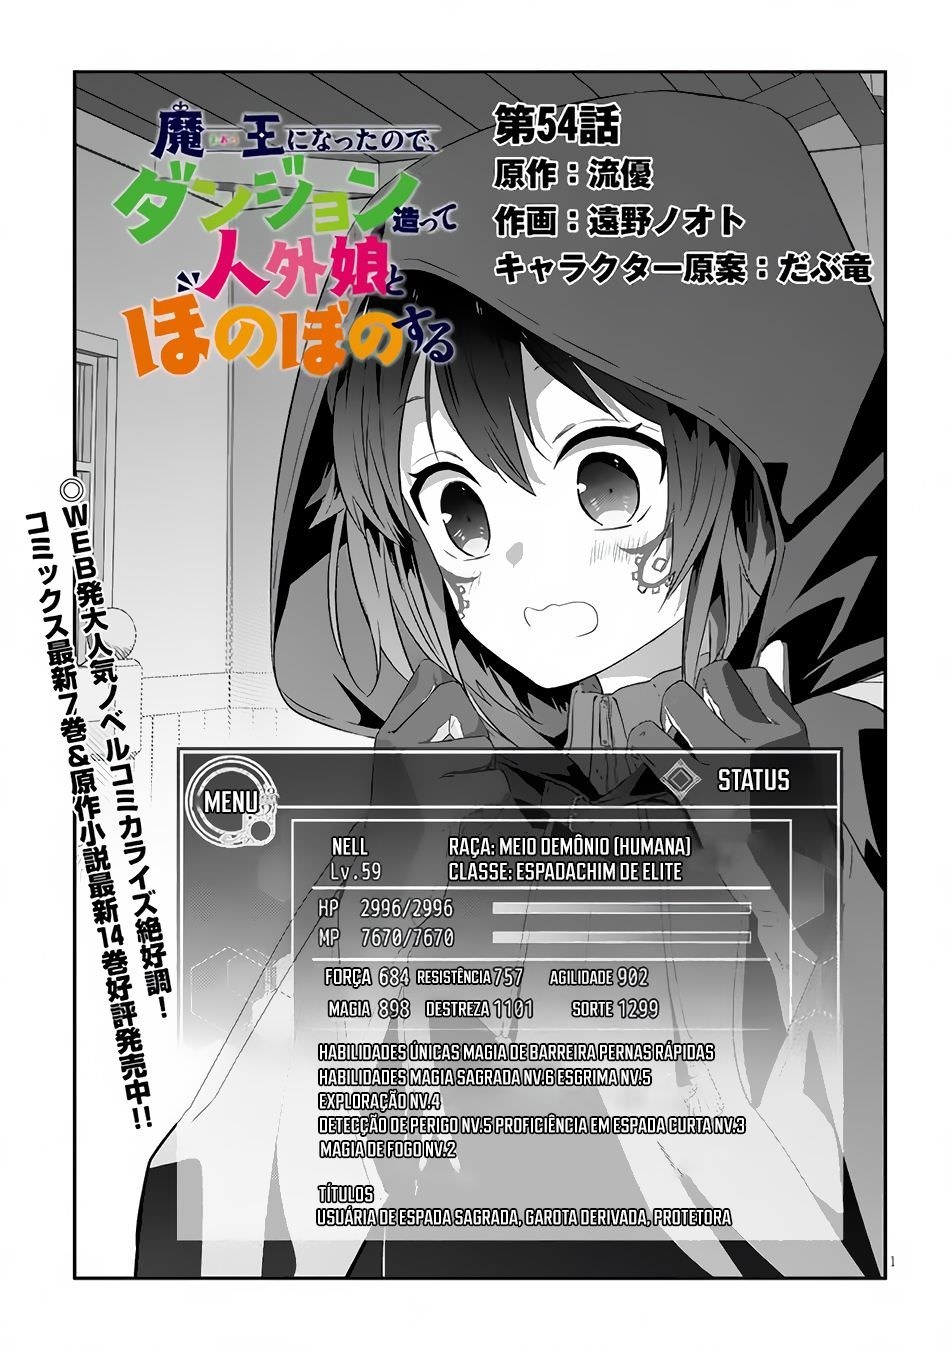 魔王になったので、
ダンジョン造って
人外娘と
ほのぼのする
第54話
原作：流優
作画：遠野ノオト
キャラクター原案：だぶ竜
◎WEB発大人気ノベルコミカライズ絶好調！
コミックス最新7巻&原作小説最新14巻好評発売中!!
MENU
STATUS
NELL
RAÇA: MEIO DEMÔNIO (HUMANA)
Lv.59
CLASSE: ESPADACHIM DE ELITE
HP 2996/2996
MP 7670/7670
FORÇA 684 RESISTÊNCIA 757 AGILIDADE 902
MAGIA 898 DESTREZA 1101 SORTE 1299
HABILIDADES ÚNICAS MAGIA DE BARREIRA PERNAS RÁPIDAS
HABILIDADES MAGIA SAGRADA NV.6 ESGRIMA NV.5
EXPLORAÇÃO NV.4
DETECÇÃO DE PERIGO NV.5 PROFICIÊNCIA EM ESPADA CURTA NV.3
MAGIA DE FOGO NV.2
TÍTULOS
USUÁRIA DE ESPADA SAGRADA, GAROTA DERIVADA, PROTETORA
1